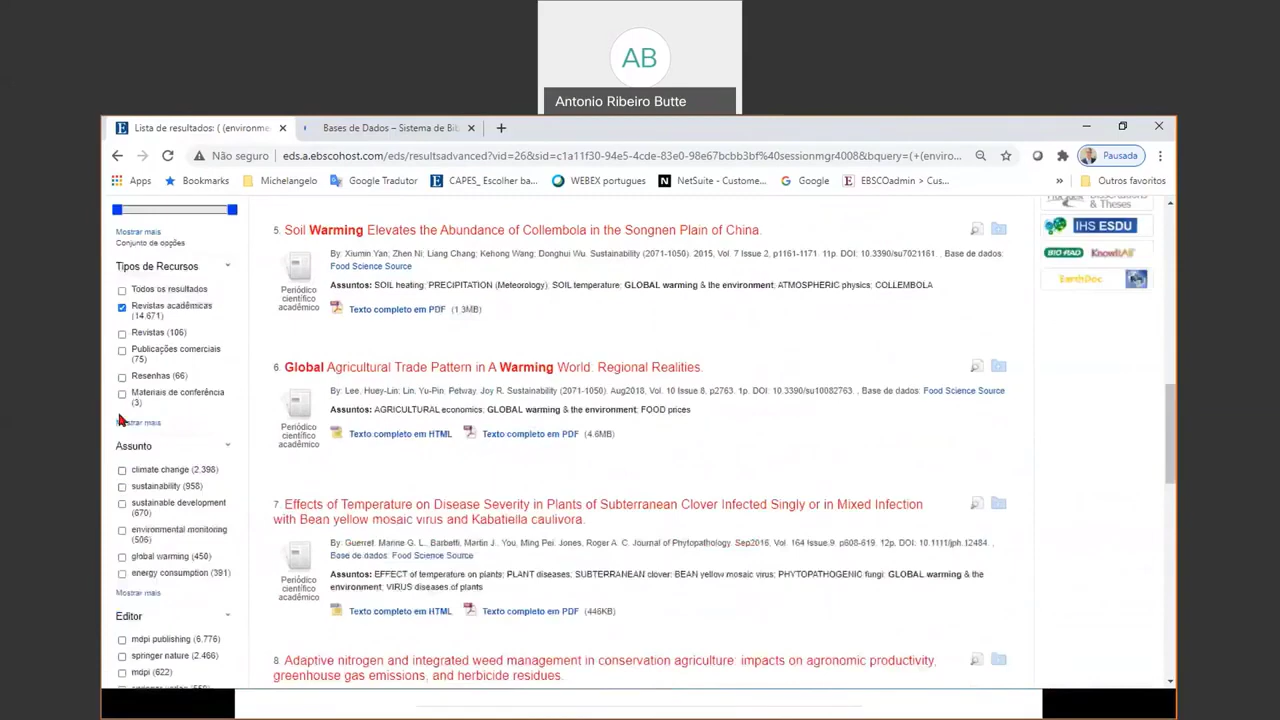 AB
Antonio Ribeiro Butte
Lista de resultados: ( (environme
Bases de Dados – Sistema de Bib
Não seguro
eds.a.ebscohost.com/eds/resultsadvanced?vid=26&sid=c1a11f30-94e5-4cde-83e0-98e67bcbb3bf%40sessionmgr4008&bquery=(+(enviro...
Pausada
Apps
Bookmarks
Michelangelo
Google Tradutor
CAPES_ Escolher ba...
WEBEX portugues
NetSuite - Custome...
Google
EBSCOadmin > Cus...
»
Outros favoritos
Mostrar mais
Conjunto de opções
Tipos de Recursos
Todos os resultados
Revistas acadêmicas
(14.671)
Revistas (106)
Publicações comerciais
(75)
Resenhas (66)
Materiais de conferência
(3)
Mostrar mais
Assunto
climate change (2.398)
sustainability (958)
sustainable development
(670)
environmental monitoring
(506)
global warming (450)
energy consumption (391)
Mostrar mais
Editor
mdpi publishing (6.776)
springer nature (2.466)
mdpi (622)
5. Soil Warming Elevates the Abundance of Collembola in the Songnen Plain of China.
By: Xiumin Yan; Zhen Ni; Liang Chang; Kehong Wang; Donghui Wu. Sustainability (2071-1050). 2015, Vol. 7 Issue 2, p1161-1171. 11p. DOI: 10.3390/su7021161. , Base de dados:
Food Science Source
Periódico
científico
acadêmico
Assuntos: SOIL heating; PRECIPITATION (Meteorology); SOIL temperature; GLOBAL warming & the environment; ATMOSPHERIC physics; COLLEMBOLA
Texto completo em PDF (1.3MB)
6. Global Agricultural Trade Pattern in A Warming World: Regional Realities.
By: Lee, Huey-Lin; Lin, Yu-Pin; Petway, Joy R. Sustainability (2071-1050). Aug2018, Vol. 10 Issue 8, p2763. 1p. DOI: 10.3390/su10082763. , Base de dados: Food Science Source
Periódico
científico
acadêmico
Assuntos: AGRICULTURAL economics; GLOBAL warming & the environment; FOOD prices
Texto completo em HTML
Texto completo em PDF (4.6MB)
7. Effects of Temperature on Disease Severity in Plants of Subterranean Clover Infected Singly or in Mixed Infection
with Bean yellow mosaic virus and Kabatiella caulivora.
By: Guerret, Marine G. L.; Barbetti, Martin J.; You, Ming Pei; Jones, Roger A. C. Journal of Phytopathology. Sep2016, Vol. 164 Issue 9, p608-619. 12p. DOI: 10.1111/jph.12484. ,
Base de dados: Food Science Source
Periódico
científico
acadêmico
Assuntos: EFFECT of temperature on plants; PLANT diseases; SUBTERRANEAN clover; BEAN yellow mosaic virus; PHYTOPATHOGENIC fungi; GLOBAL warming & the
environment; VIRUS diseases of plants
Texto completo em HTML
Texto completo em PDF (446KB)
8. Adaptive nitrogen and integrated weed management in conservation agriculture: impacts on agronomic productivity,
greenhouse gas emissions, and herbicide residues.
& Theses
IHS ESDU
BIO-RAD
KnowItAll
EarthDoc